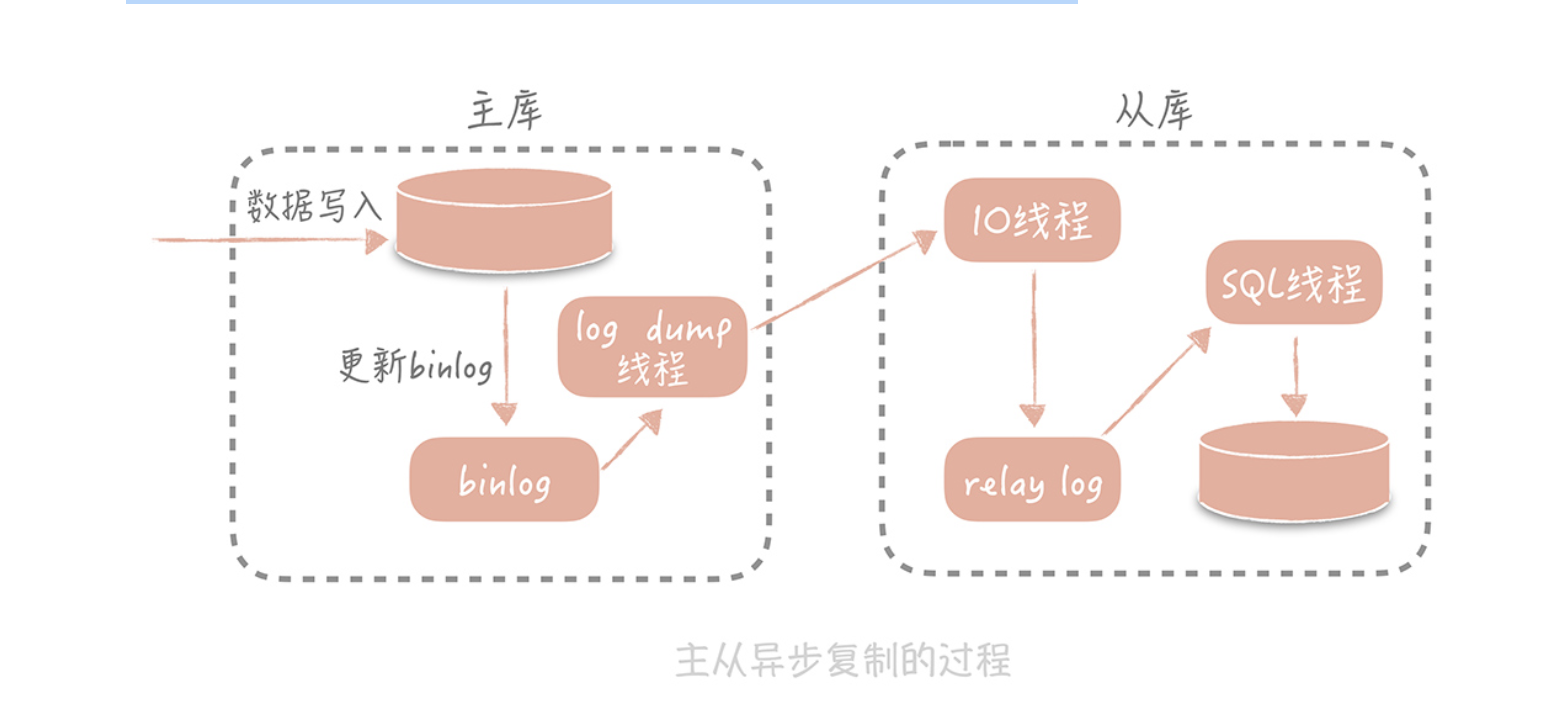 主库
从库
数据写入
IO线程
SQL线程
log dump
线程
更新binlog
binlog
relay log
主从异步复制的过程